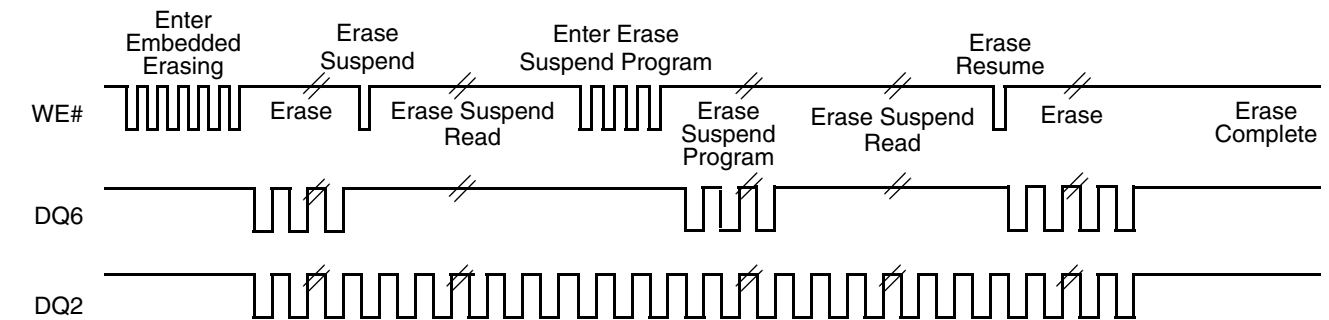 Enter
Embedded
Erasing
Erase
Suspend
Enter Erase
Suspend Program
Erase
Resume
WE#
Erase
Erase Suspend
Read
Erase
Suspend
Program
Erase Suspend
Read
Erase
Erase
Complete
DQ6
DQ2